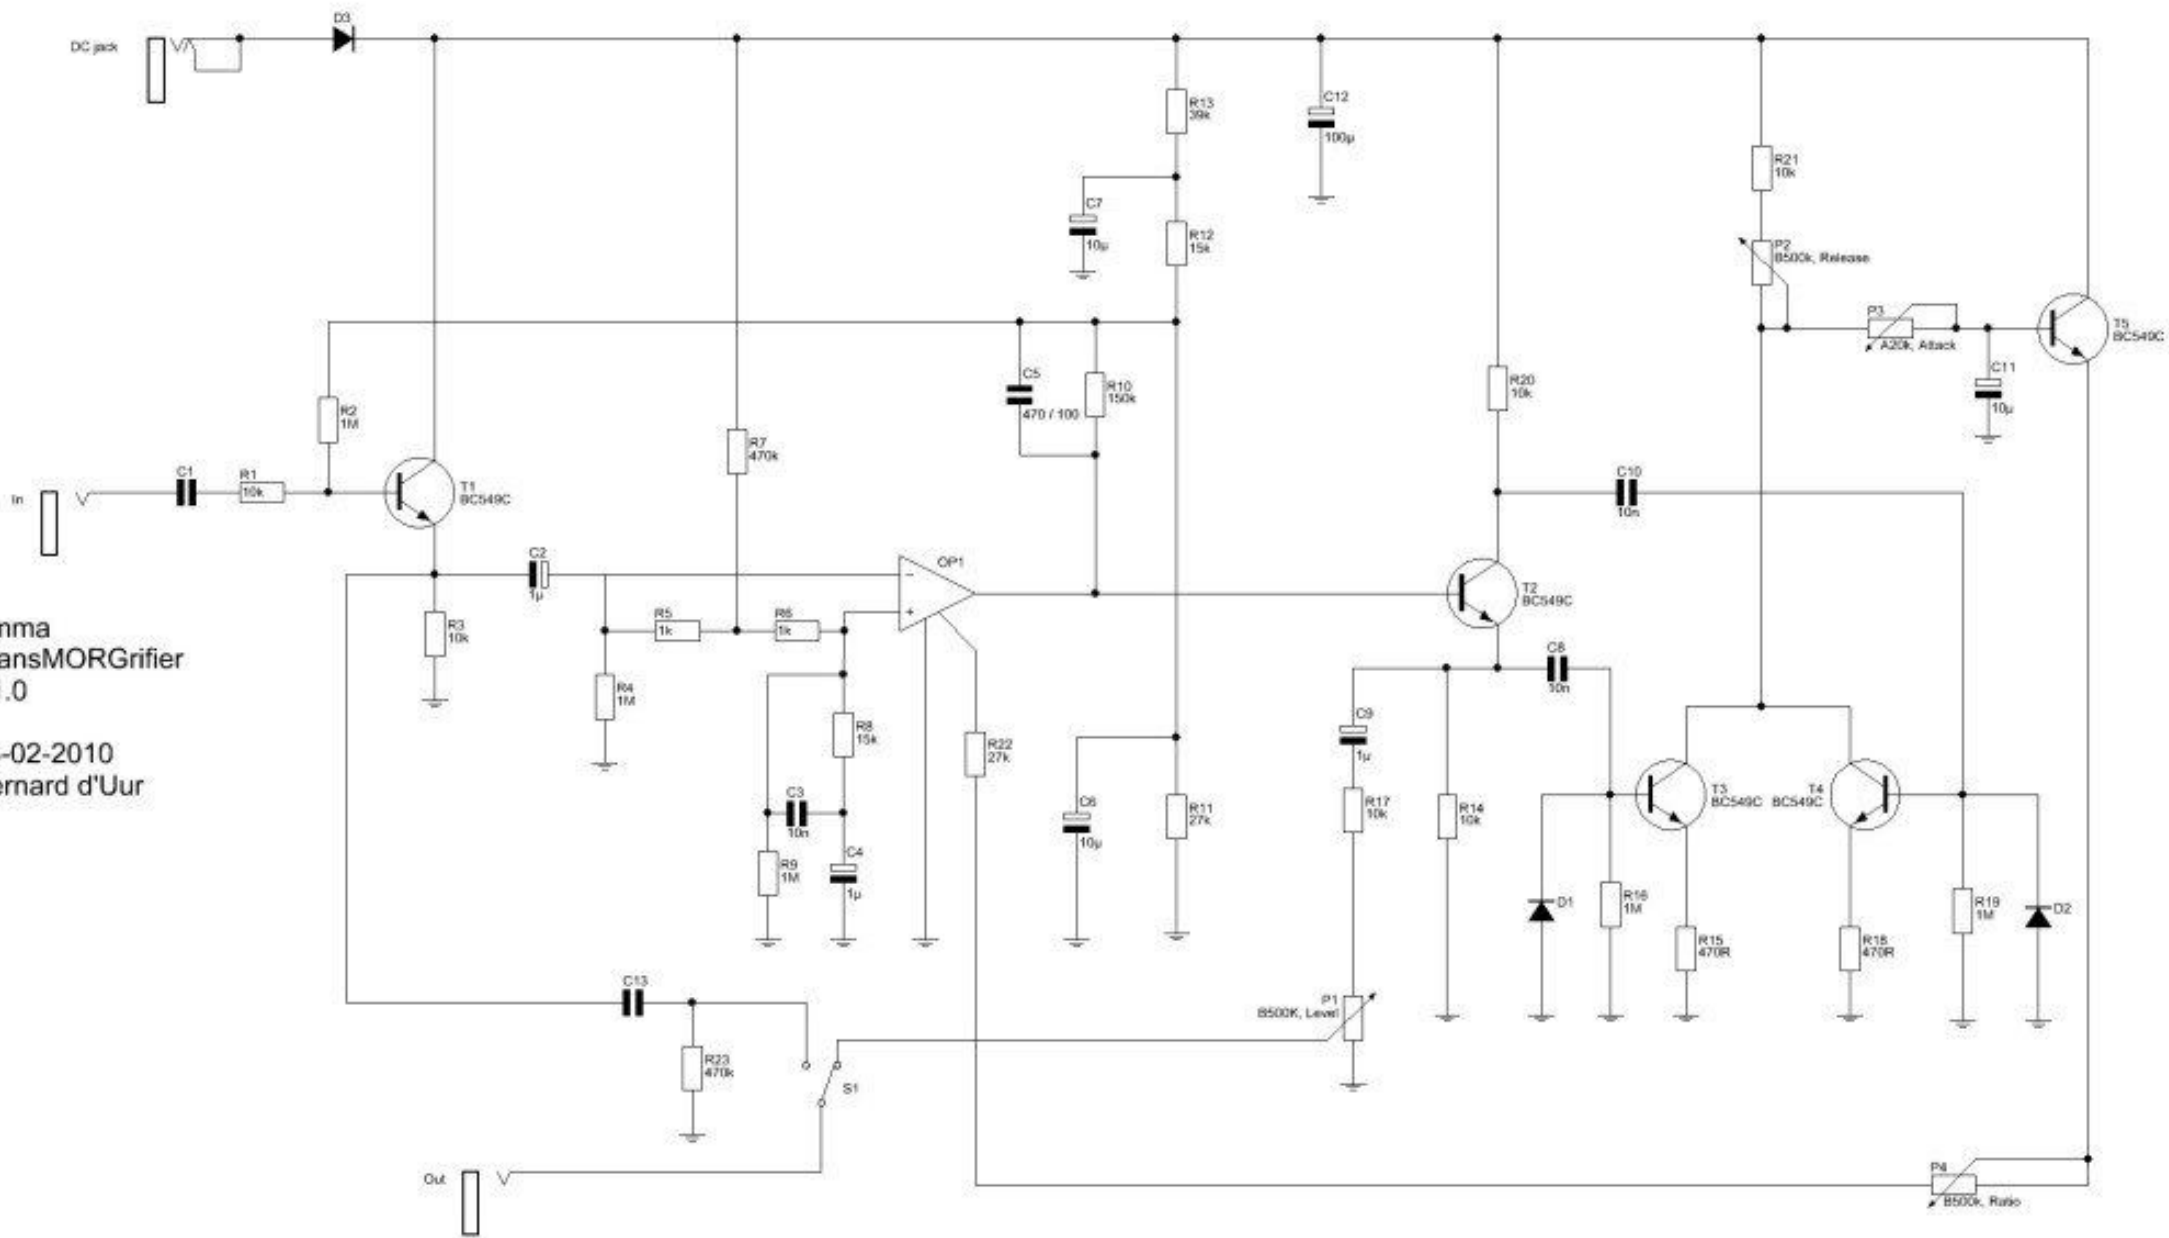 DC jack
D3
R13
39k
C12
100µ
R21
10k
C7
10µ
R12
15k
P2
B500k, Release
P3
A20k, Attack
T5
BC549C
C11
10µ
C5
470 / 100
R10
150k
R20
10k
R2
1M
R7
470k
In
C1
R1
10k
T1
BC549C
C10
10n
C2
1µ
OP1
T2
BC549C
R3
10k
R5
1k
R6
1k
mma
ansMORGrifier
.0
-02-2010
ernard d'Uur
R4
1M
C8
10n
R8
15k
R22
27k
C9
1µ
C3
10n
C6
10µ
R11
27k
R17
10k
R14
10k
T3
BC549C
T4
BC549C
R9
1M
C4
1µ
D1
R16
1M
R15
470R
R18
470R
R19
1M
D2
C13
P1
B500K, Level
R23
470k
S1
Out
P4
B500k, Ratio